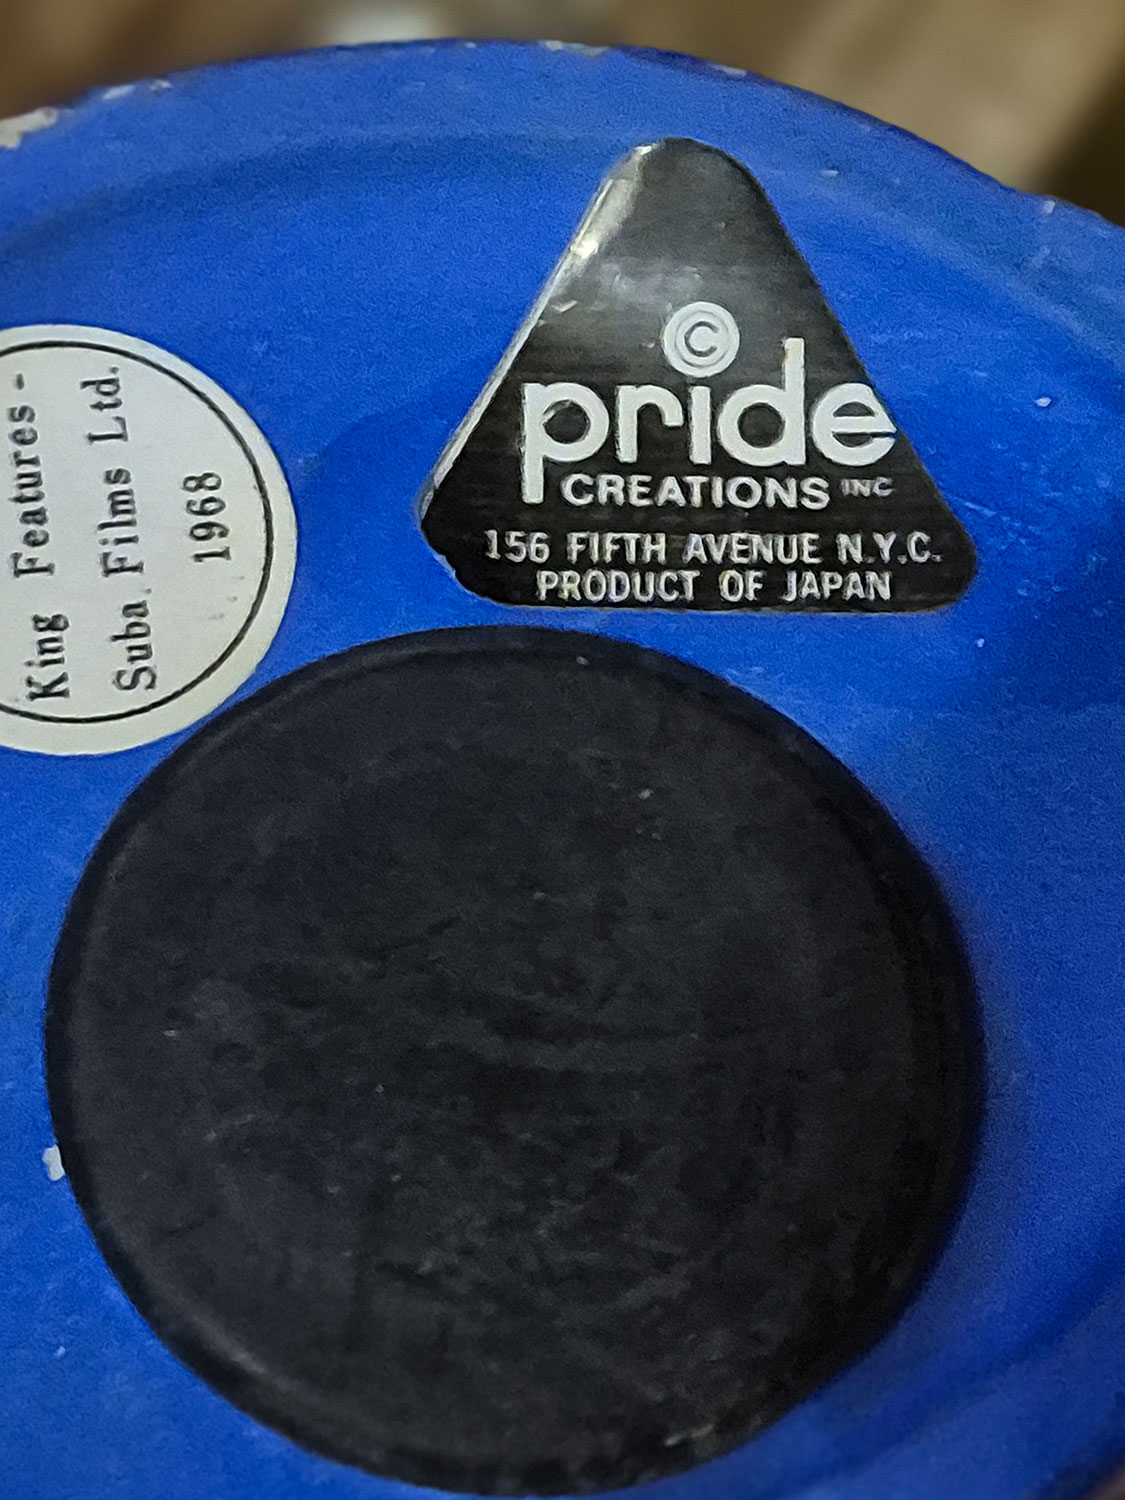 King Features-
Suba Films Ltd.
1968
©
pride
CREATIONS INC
156 FIFTH AVENUE N.Y.C.
PRODUCT OF JAPAN